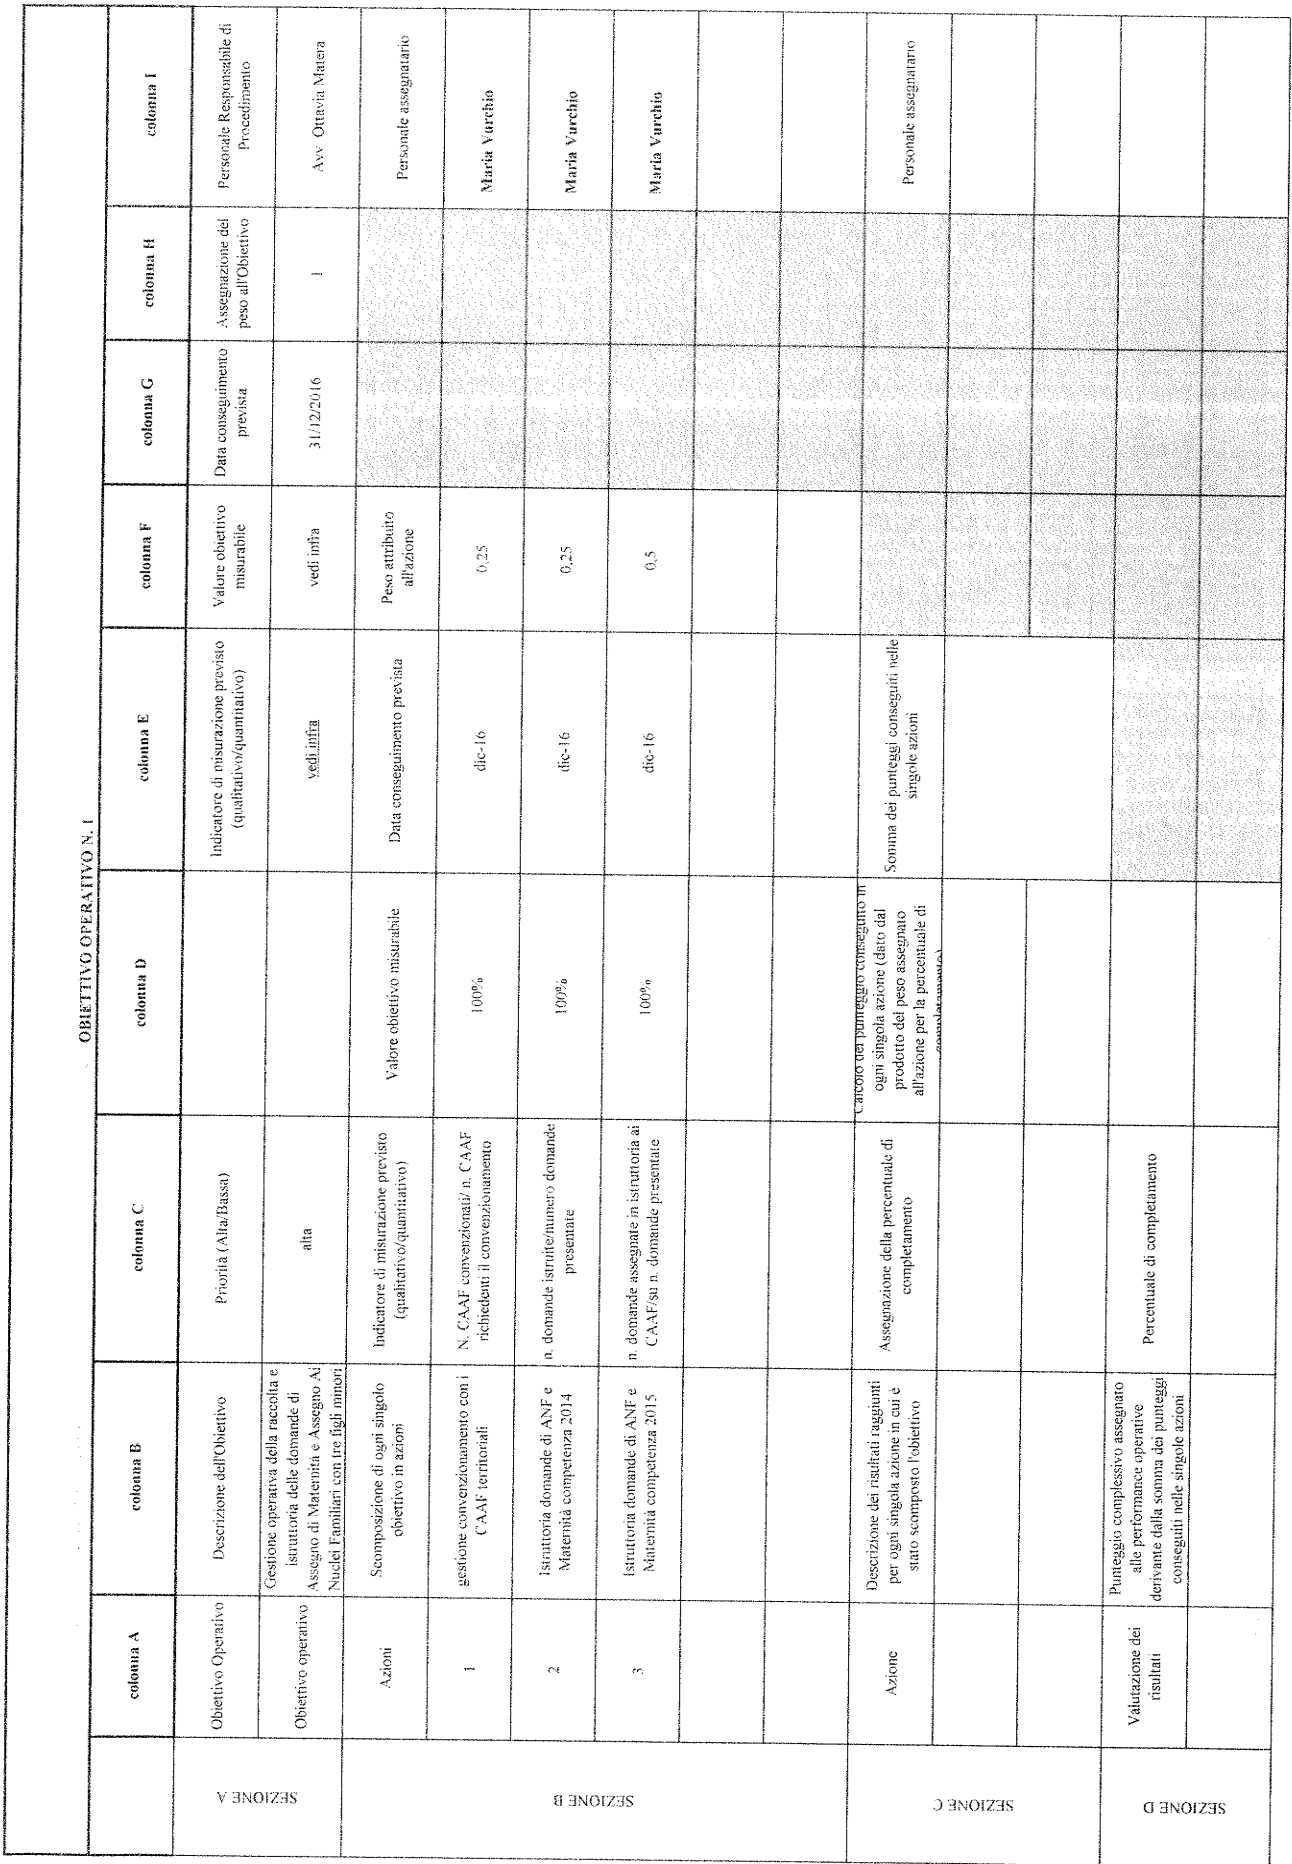 OBIETTIVO OPERATIVO N. 1
colonna A
colonna B
colonna C
colonna D
colonna E
colonna F
colonna G
colonna H
colonna I
SEZIONE A
Obiettivo Operativo
Descrizione dell'Obiettivo
Priorità (Alta/Bassa)
Indicatore di misurazione previsto
(qualitativo/quantitativo)
Valore obiettivo
misurabile
Data conseguimento
prevista
Assegnazione del
peso all'Obiettivo
Personale Responsabile di
Procedimento
Obiettivo operativo
Gestione operativa della raccolta e
istruttoria delle domande di
Assegno di Maternità e Assegno Ai
Nuclei Familiari con tre figli minori
alta
vedi infra
vedi infra
31/12/2016
1
Avv. Ottavia Matera
SEZIONE B
Azioni
Scomposizione di ogni singolo
obiettivo in azioni
Indicatore di misurazione previsto
(qualitativo/quantitativo)
Valore obiettivo misurabile
Data conseguimento prevista
Peso attribuito
all'azione
Personale assegnatario
1
gestione convenzionamento con i
CAAF territoriali
N. CAAF convenzionati/ n. CAAF
richiedenti il convenzionamento
100%
dic-16
0,25
Maria Vurchio
2
Istruttoria domande di ANF e
Maternità competenza 2014
n. domande istruite/numero domande
presentate
100%
dic-16
0,25
Maria Vurchio
3
Istruttoria domande di ANF e
Maternità competenza 2015
n. domande assegnate in istruttoria ai
CAAF/su n. domande presentate
100%
dic-16
0,5
Maria Vurchio
SEZIONE C
Azione
Descrizione dei risultati raggiunti
per ogni singola azione in cui è
stato scomposto l'obiettivo
Assegnazione della percentuale di
completamento
Calcolo del punteggio conseguito in
ogni singola azione (dato dal
prodotto del peso assegnato
all'azione per la percentuale di
completamento)
Somma dei punteggi conseguiti nelle
singole azioni
Personale assegnatario
SEZIONE D
Valutazione dei
risultati
Punteggio complessivo assegnato
alle performance operative
derivante dalla somma dei punteggi
conseguiti nelle singole azioni
Percentuale di completamento